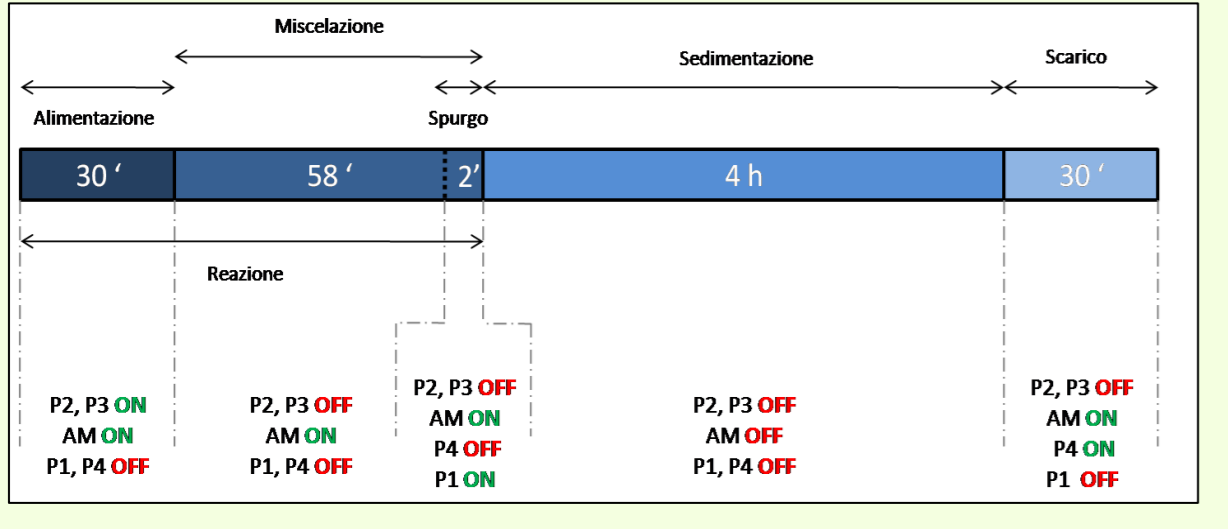 Miscelazione
Sedimentazione
Scarico
Alimentazione
Spurgo
30 ‘
58 ‘
2’
4 h
30 ‘
Reazione
P2, P3 ON
AM ON
P1, P4 OFF
P2, P3 OFF
AM ON
P1, P4 OFF
P2, P3 OFF
AM ON
P4 OFF
P1 ON
P2, P3 OFF
AM OFF
P1, P4 OFF
P2, P3 OFF
AM ON
P4 ON
P1 OFF